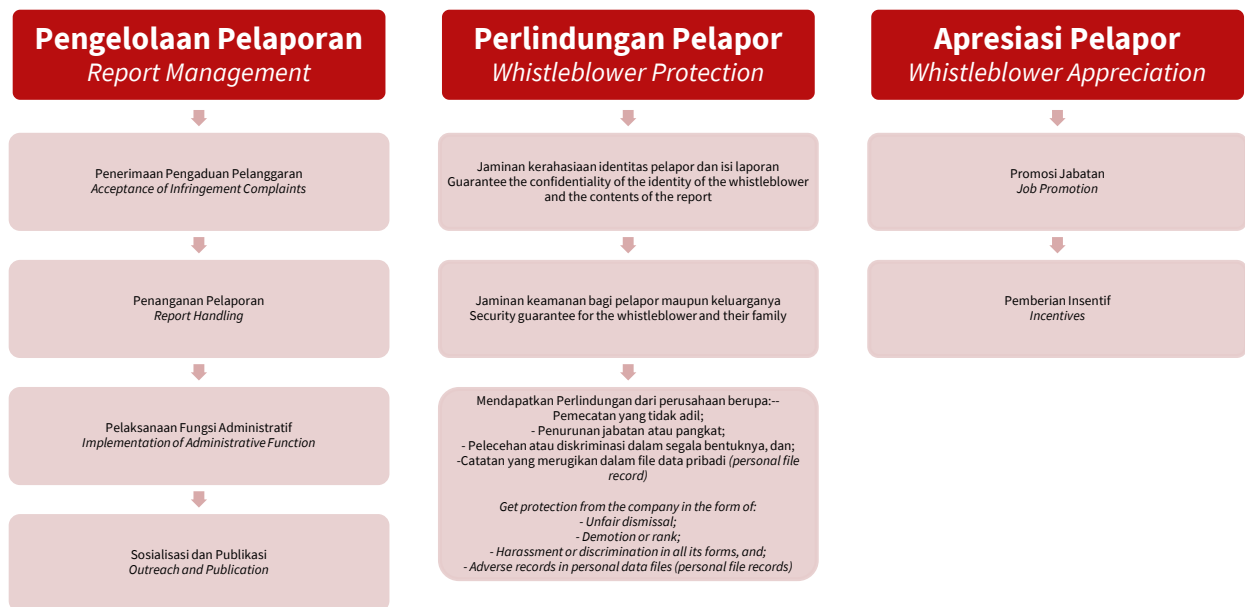 Pengelolaan Pelaporan
Report Management
Penerimaan Pengaduan Pelanggaran
Acceptance of Infringement Complaints
Penanganan Pelaporan
Report Handling
Pelaksanaan Fungsi Administratif
Implementation of Administrative Function
Sosialisasi dan Publikasi
Outreach and Publication
Perlindungan Pelapor
Whistleblower Protection
Jaminan kerahasiaan identitas pelapor dan isi laporan
Guarantee the confidentiality of the identity of the whistleblower
and the contents of the report
Jaminan keamanan bagi pelapor maupun keluarganya
Security guarantee for the whistleblower and their family
Mendapatkan Perlindungan dari perusahaan berupa:--
Pemecatan yang tidak adil;
- Penurunan jabatan atau pangkat;
- Pelecehan atau diskriminasi dalam segala bentuknya, dan;
-Catatan yang merugikan dalam file data pribadi (personal file
record)
Get protection from the company in the form of:
- Unfair dismissal;
- Demotion or rank;
- Harassment or discrimination in all its forms, and;
- Adverse records in personal data files (personal file records)
Apresiasi Pelapor
Whistleblower Appreciation
Promosi Jabatan
Job Promotion
Pemberian Insentif
Incentives